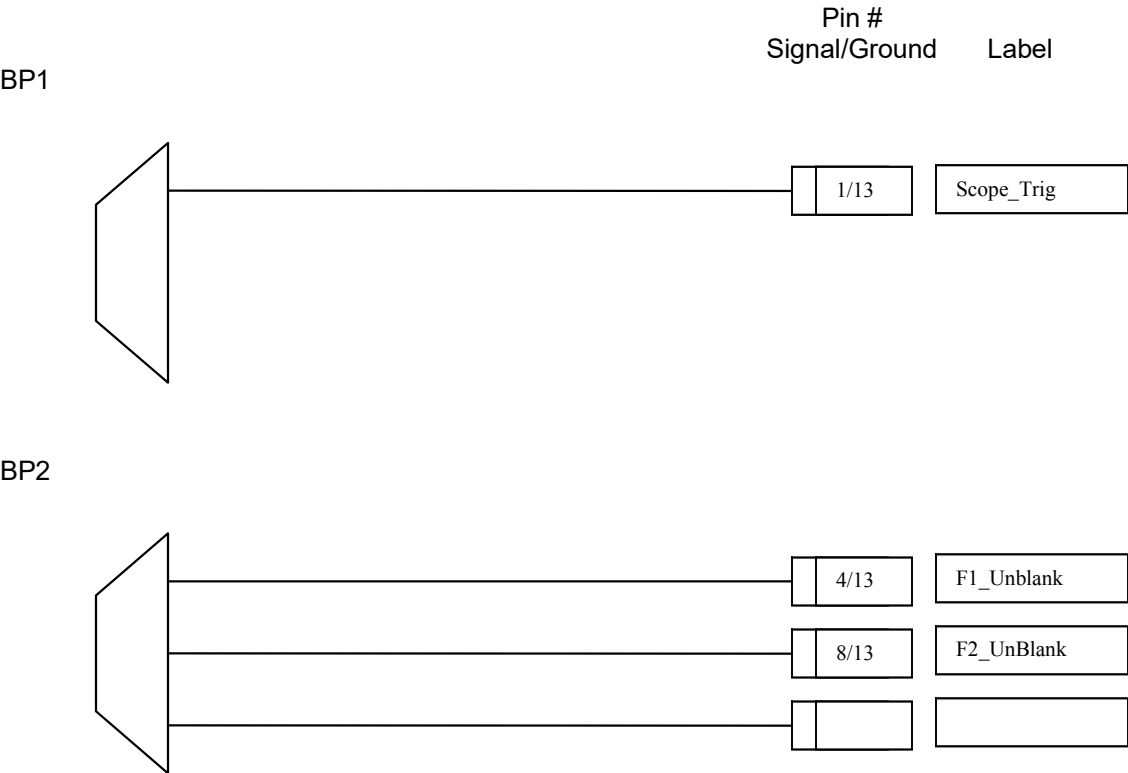 Pin #
Signal/Ground Label
BP1
1/13 Scope_Trig
BP2
4/13 F1_Unblank
8/13 F2_UnBlank